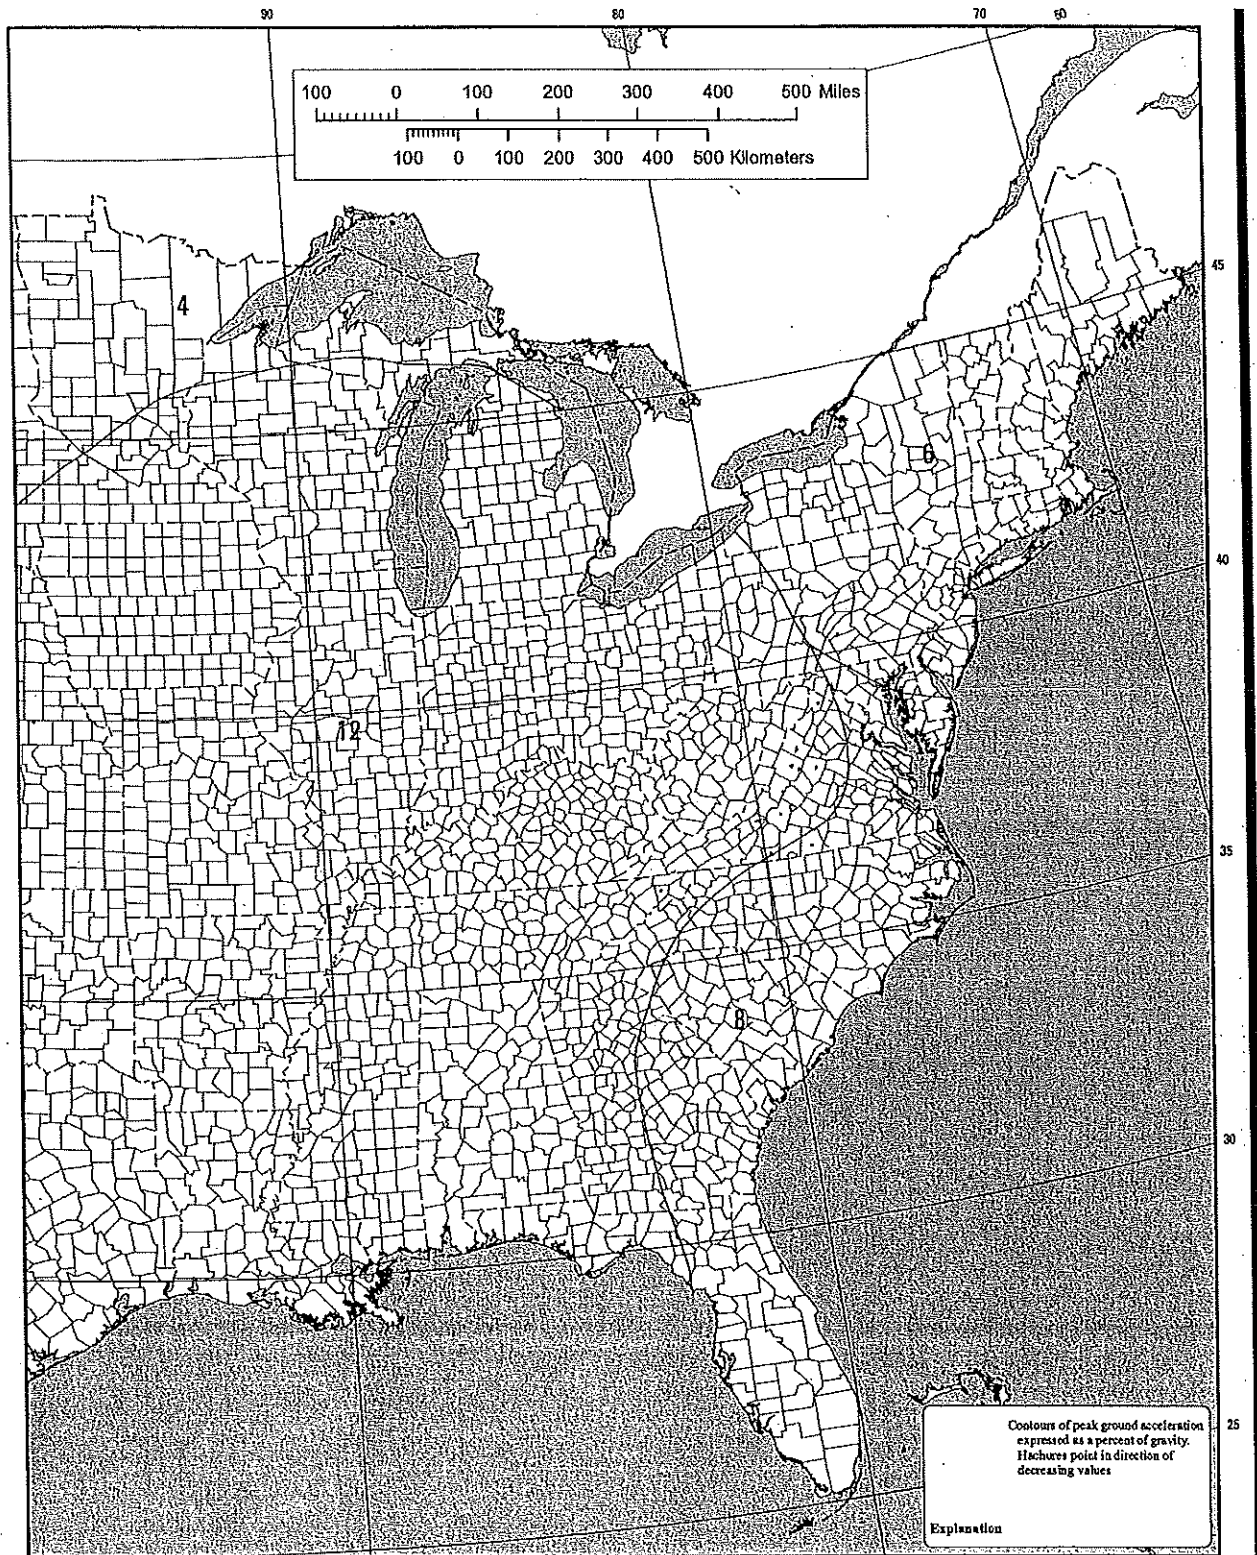 90 80 70 60
100 0 100 200 300 400 500 Miles
100 0 100 200 300 400 500 Kilometers
45
4
6
40
12
35
8
30
25
Contours of peak ground acceleration
expressed as a percent of gravity.
Hachures point in direction of
decreasing values
Explanation